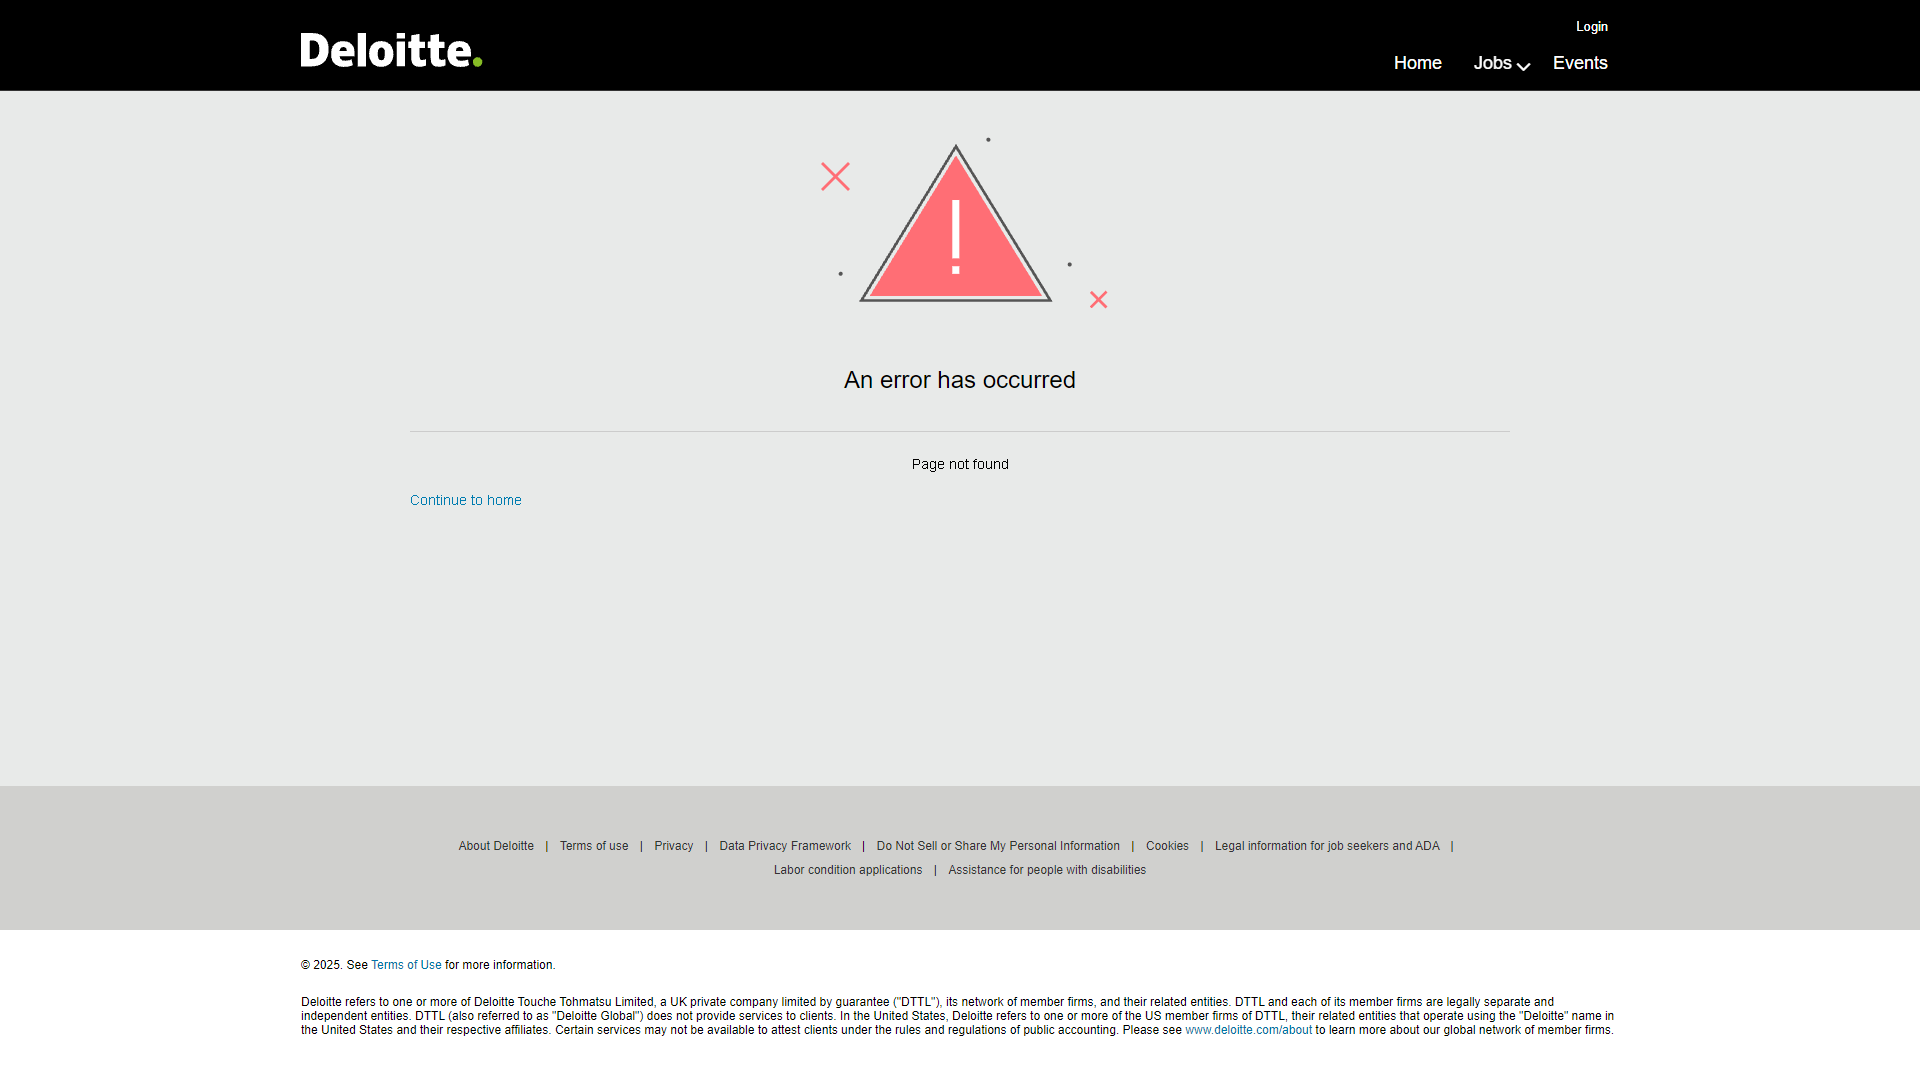 Deloitte.
Login
Home Jobs Events
!
An error has occurred
Page not found
Continue to home
About Deloitte | Terms of use | Privacy | Data Privacy Framework | Do Not Sell or Share My Personal Information | Cookies | Legal information for job seekers and ADA |
Labor condition applications | Assistance for people with disabilities
© 2025. See Terms of Use for more information.
Deloitte refers to one or more of Deloitte Touche Tohmatsu Limited, a UK private company limited by guarantee ("DTTL"), its network of member firms, and their related entities. DTTL and each of its member firms are legally separate and
independent entities. DTTL (also referred to as "Deloitte Global") does not provide services to clients. In the United States, Deloitte refers to one or more of the US member firms of DTTL, their related entities that operate using the "Deloitte" name in
the United States and their respective affiliates. Certain services may not be available to attest clients under the rules and regulations of public accounting. Please see www.deloitte.com/about to learn more about our global network of member firms.